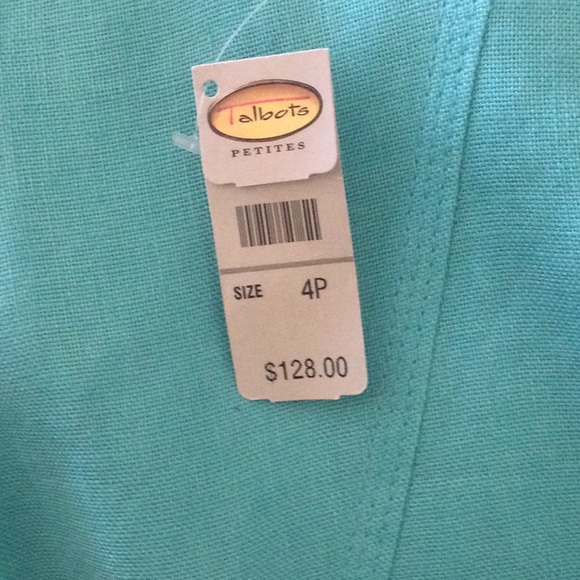 Talbots
PETITES
SIZE 4P
$128.00